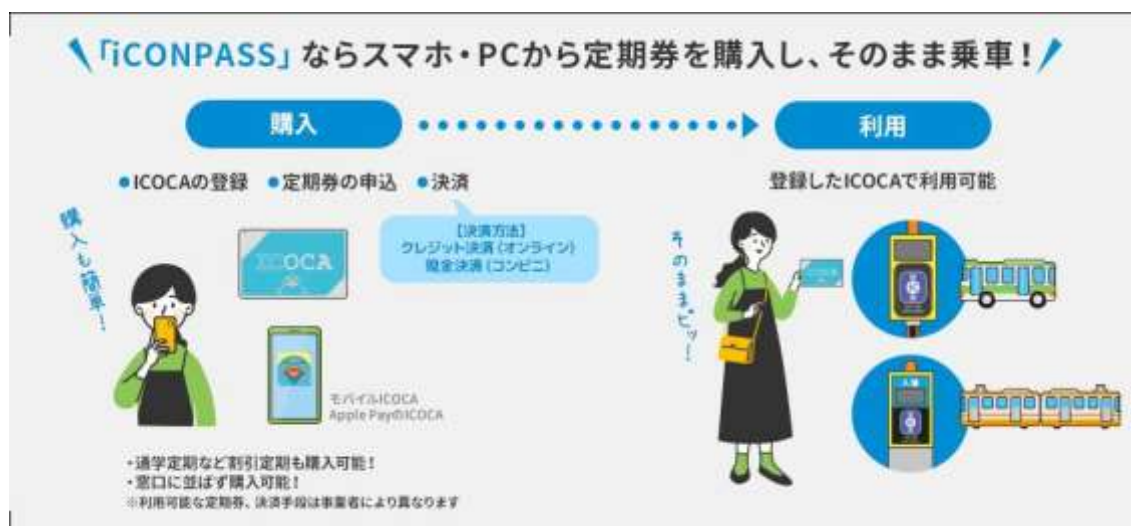 「iCONPASS」ならスマホ・PCから定期券を購入し、そのまま乗車!
購入
利用
●ICOCAの登録 ●定期券の申込 ●決済
登録したICOCAで利用可能
【決済方法】
クレジット決済(オンライン)
現金決済(コンビニ)
購入も簡単!
ICOCA
そのままピッ!
ICOCA
モバイルICOCA
Apple PayのICOCA
・通学定期など割引定期も購入可能!
・窓口に並ばず購入可能!
※利用可能な定期券、決済手段は事業者により異なります